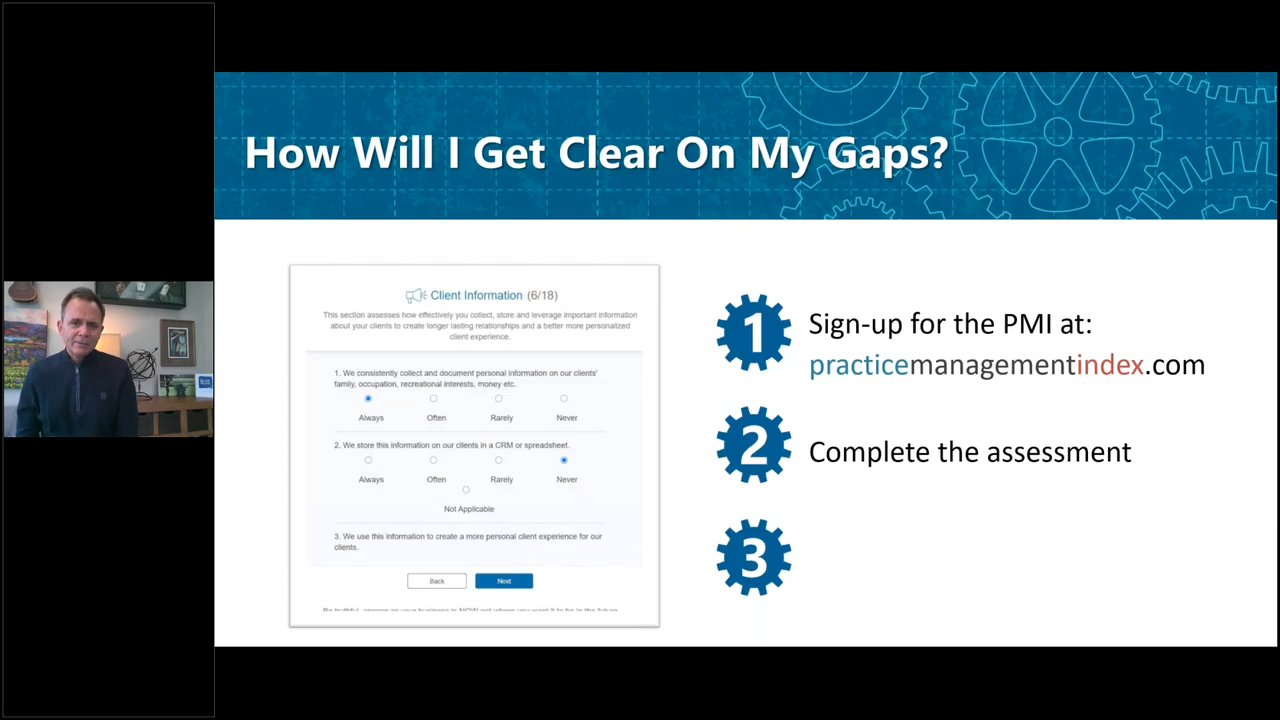 How Will I Get Clear On My Gaps?
Client Information (6/18)
This section assesses how effectively you collect, store and leverage important information
about your clients to create longer lasting relationships and a better more personalized
client experience.
1. We consistently collect and document personal information on our clients'
family, occupation, recreational interests, money etc.
Always Often Rarely Never
2. We store this information on our clients in a CRM or spreadsheet.
Always Often Rarely Never
Not Applicable
3. We use this information to create a more personal client experience for our
clients.
Back Next
1
Sign-up for the PMI at:
practicemanagementindex.com
2
Complete the assessment
3